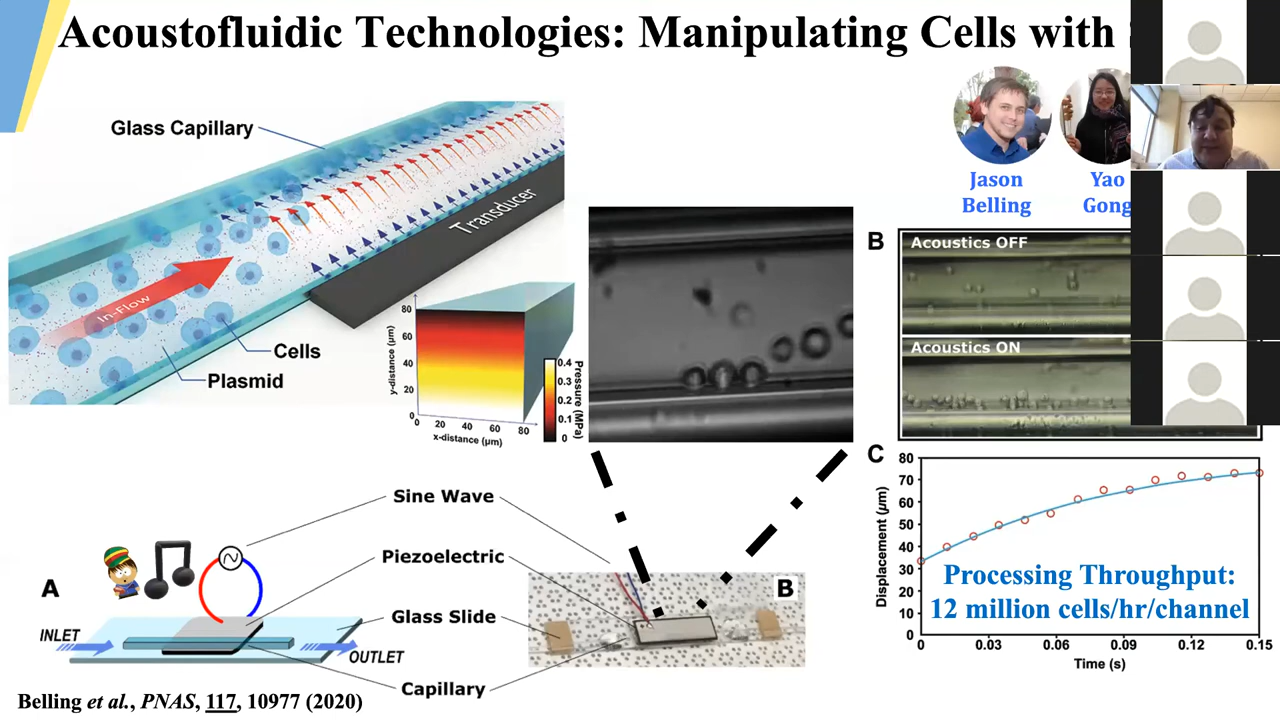 Acoustofluidic Technologies: Manipulating Cells with
Jason
Belling
Yao
Gong
Glass Capillary
Transducer
In-Flow
Cells
Plasmid
80
60
40
20
0
y-distance (µm)
0 20 40 60 80
x-distance (µm)
0.4
0.3
0.2
0.1
0
Pressure (MPa)
B
Acoustics OFF
Acoustics ON
C
80
70
60
50
40
30
20
10
0
Displacement (µm)
Processing Throughput:
12 million cells/hr/channel
0 0.03 0.06 0.09 0.12 0.15
Time (s)
Sine Wave
Piezoelectric
Glass Slide
Capillary
A
INLET
OUTLET
B
Belling et al., PNAS, 117, 10977 (2020)